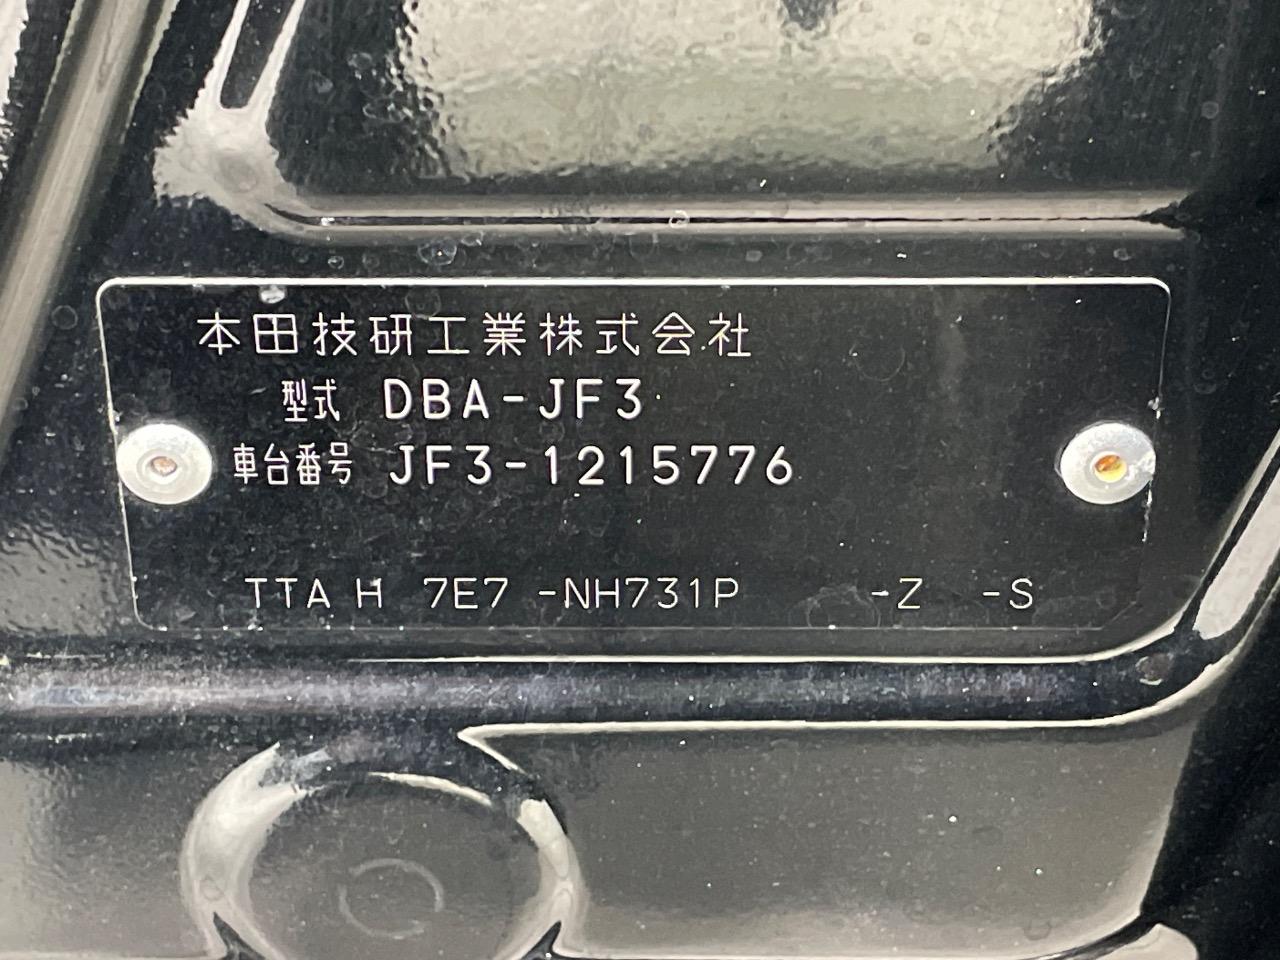 本田技研工業株式会社
型式 DBA-JF3
車台番号 JF3-1215776
TTA H 7E7 -NH731P -Z -S